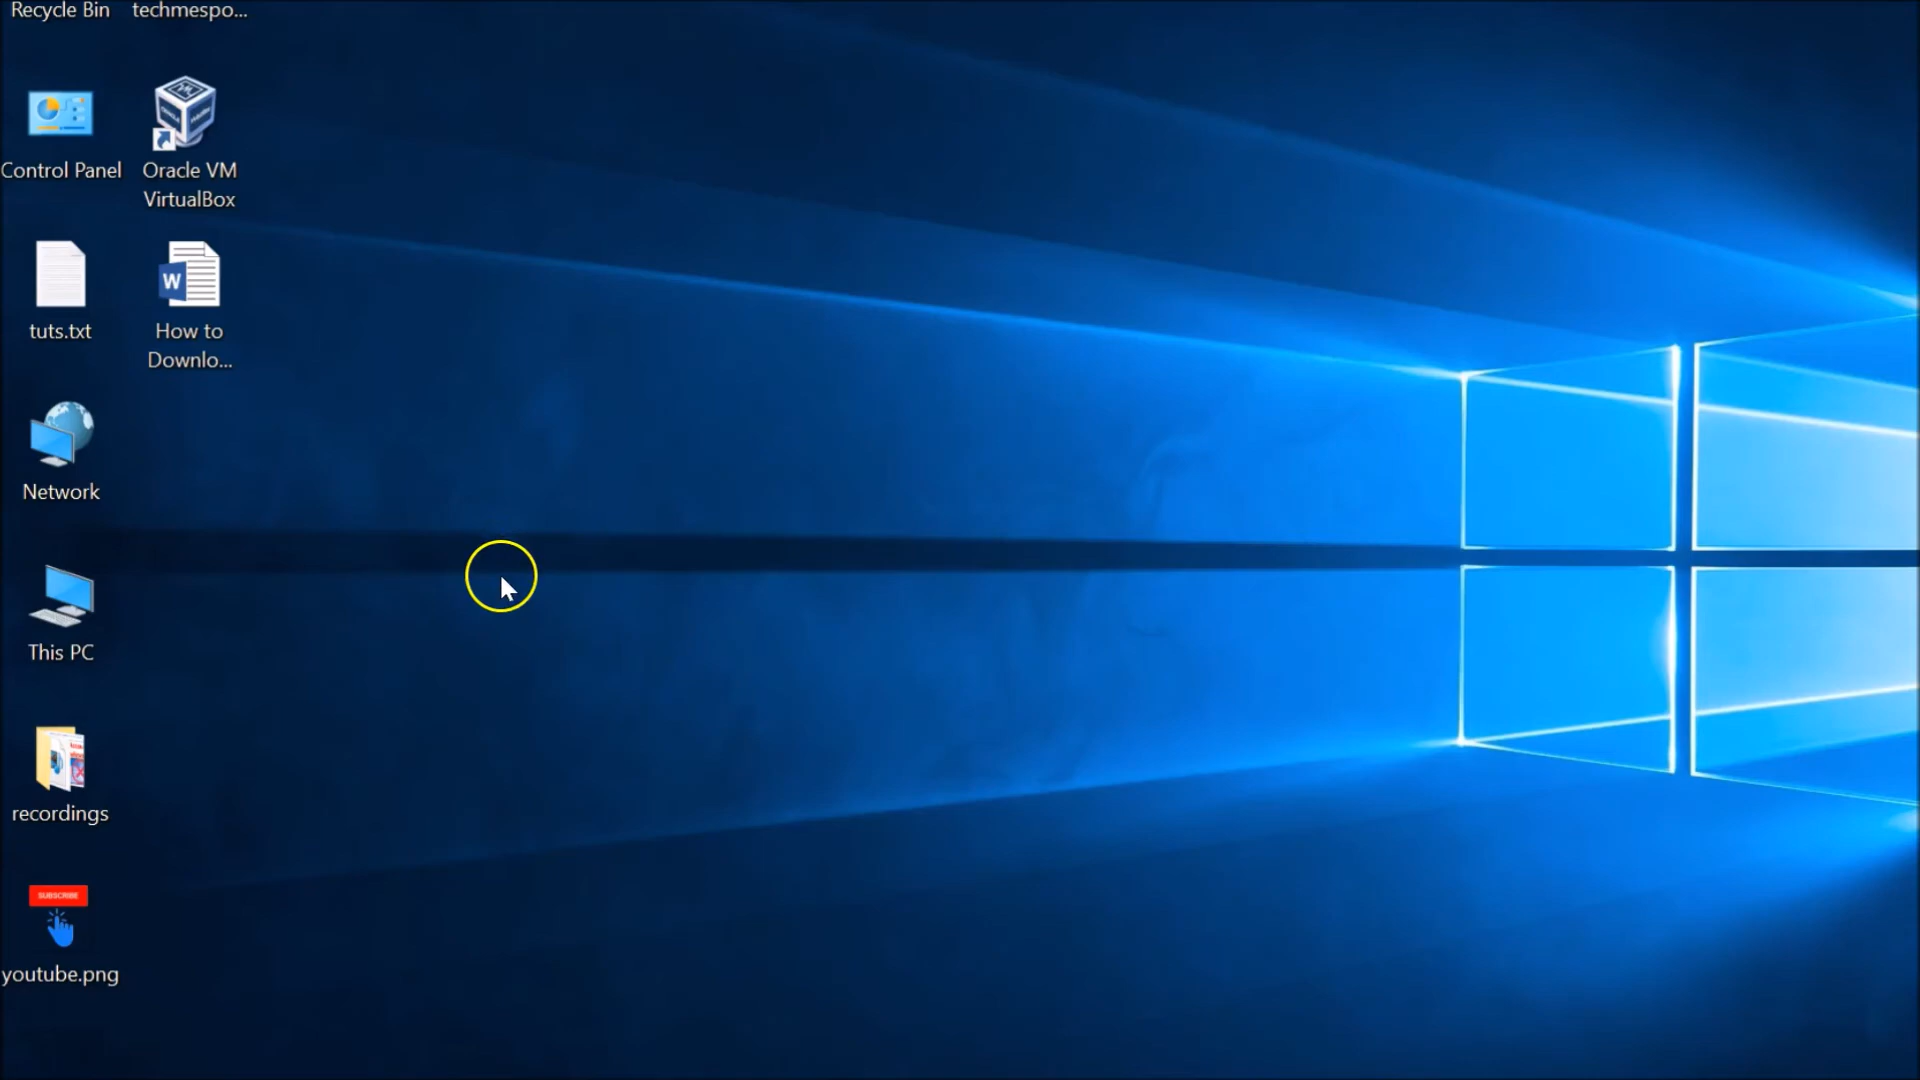 Recycle Bin
techmespo...
Control Panel
Oracle VM
VirtualBox
tuts.txt
W
How to
Downlo...
Network
This PC
recordings
SUBSCRIBE
youtube.png